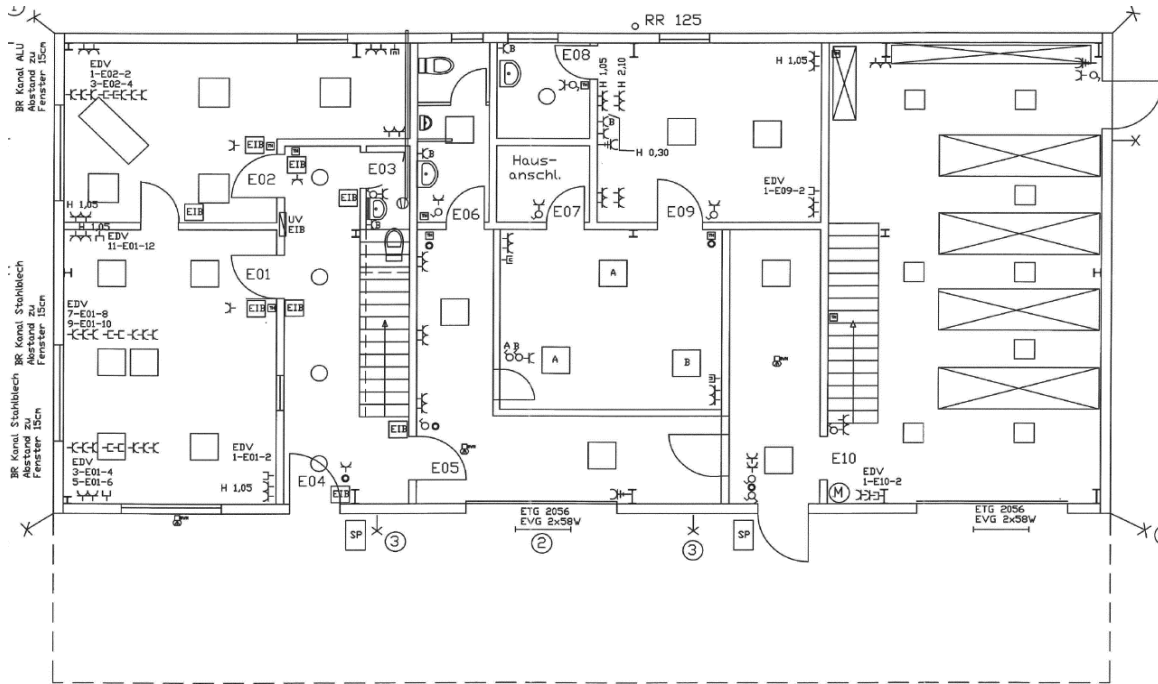 RR 125
BR Kanal ALU
Abstand zu
Fenster 15cm
EDV
1-E02-2
3-E02-4
H 1,05
H 2,10
E08
H 1,05
B
B
H 0,30
EIB
EIB
EIB
EIB
E02
E03
B
B
Haus-
anschl.
EDV
1-E09-2
H 1,05
H 1,05
UV
EIB
E06
E07
E09
EDV
11-E01-12
E01
A
BR Kanal Stahlblech
Abstand zu
Fenster 15cm
EDV
7-E01-8
9-E01-10
EIB
EIB
A B
A
B
BR Kanal Stahlblech
Abstand zu
Fenster 15cm
EIB
EDV
3-E01-4
5-E01-6
EDV
1-E01-2
H 1,05
E04
EIB
E05
E10
EDV
1-E10-2
M
SP
3
ETG 2056
EVG 2x58W
2
3
SP
ETG 2056
EVG 2x58W